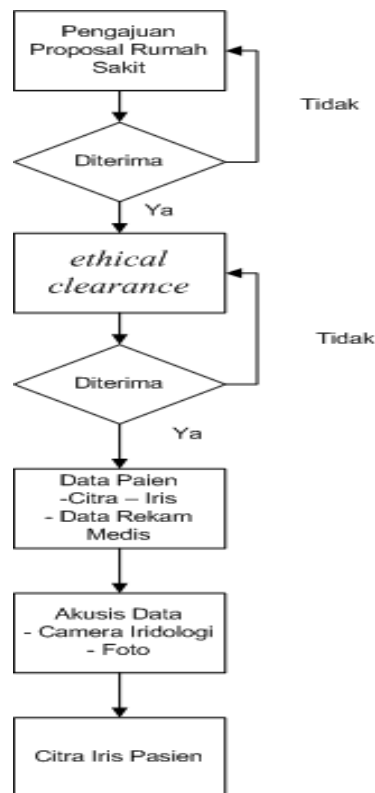 Pengajuan
Proposal Rumah
Sakit
Tidak
Diterima
Ya
ethical
clearance
Tidak
Diterima
Ya
Data Paien
-Citra – Iris
- Data Rekam
Medis
Akusis Data
- Camera Iridologi
- Foto
Citra Iris Pasien